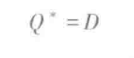 Q* = D